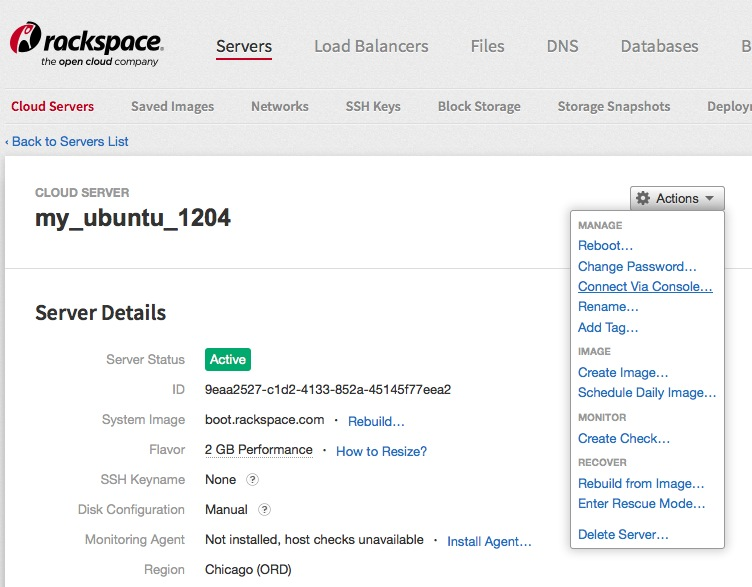 rackspace.
the open cloud company
Servers Load Balancers Files DNS Databases B
Cloud Servers Saved Images Networks SSH Keys Block Storage Storage Snapshots Deploy
‹ Back to Servers List
CLOUD SERVER
my_ubuntu_1204
Actions
MANAGE
Reboot...
Change Password...
Connect Via Console...
Rename...
Add Tag...
IMAGE
Create Image...
Schedule Daily Image...
MONITOR
Create Check...
RECOVER
Rebuild from Image...
Enter Rescue Mode...
Delete Server...
Server Details
Server Status Active
ID 9eaa2527-c1d2-4133-852a-45145f77eea2
System Image boot.rackspace.com · Rebuild...
Flavor 2 GB Performance · How to Resize?
SSH Keyname None ?
Disk Configuration Manual ?
Monitoring Agent Not installed, host checks unavailable · Install Agent...
Region Chicago (ORD)